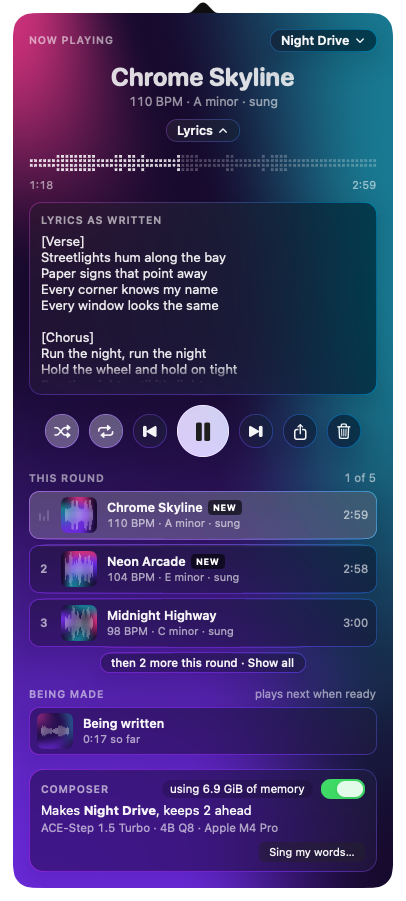 NOW PLAYING
Night Drive
Chrome Skyline
110 BPM · A minor · sung
Lyrics
1:18
2:59
LYRICS AS WRITTEN
[Verse]
Streetlights hum along the bay
Paper signs that point away
Every corner knows my name
Every window looks the same
[Chorus]
Run the night, run the night
Hold the wheel and hold on tight
THIS ROUND
1 of 5
Chrome Skyline NEW
110 BPM · A minor · sung
2:59
2
Neon Arcade NEW
104 BPM · E minor · sung
2:58
3
Midnight Highway
98 BPM · C minor · sung
3:00
then 2 more this round · Show all
BEING MADE
plays next when ready
Being written
0:17 so far
COMPOSER
using 6.9 GiB of memory
Makes Night Drive, keeps 2 ahead
ACE-Step 1.5 Turbo · 4B Q8 · Apple M4 Pro
Sing my words...